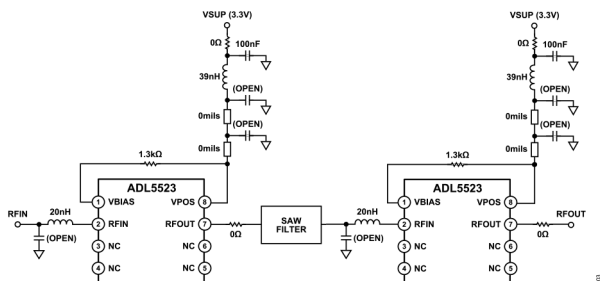 VSUP (3.3V)
0Ω
100nF
39nH
(OPEN)
0mils
(OPEN)
0mils
1.3kΩ
ADL5523
1
VBIAS
VPOS
8
RFIN
20nH
2
RFIN
RFOUT
7
(OPEN)
3
NC
NC
6
4
NC
NC
5
0Ω
SAW
FILTER
VSUP (3.3V)
0Ω
100nF
39nH
(OPEN)
0mils
(OPEN)
0mils
1.3kΩ
ADL5523
1
VBIAS
VPOS
8
20nH
2
RFIN
RFOUT
7
RFOUT
0Ω
(OPEN)
3
NC
NC
6
4
NC
NC
5